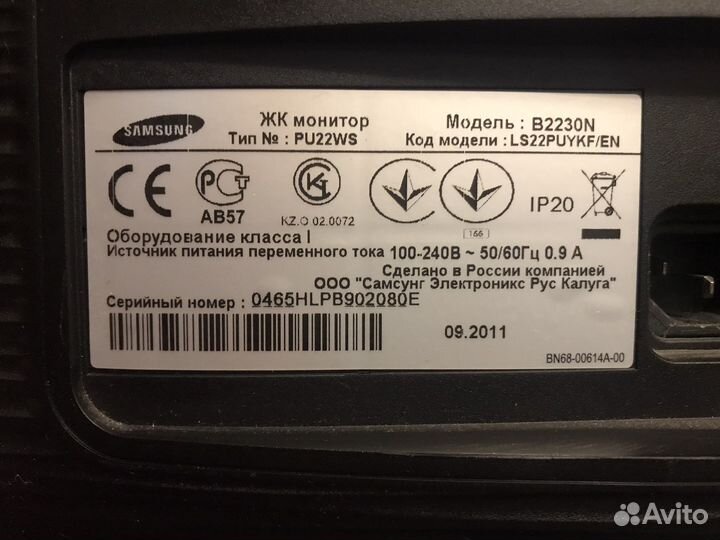 SAMSUNG
ЖК монитор
Тип № : PU22WS
Модель : B2230N
Код модели : LS22PUYKF/EN
CE
РСТ
АВ57
KZ.O 02.0072
166
IP20
Оборудование класса I
Источник питания переменного тока 100-240В ~ 50/60Гц 0.9 А
Сделано в России компанией
ООО "Самсунг Электроникс Рус Калуга"
Серийный номер : 0465HLPB902080E
09.2011
BN68-00614A-00
Avito